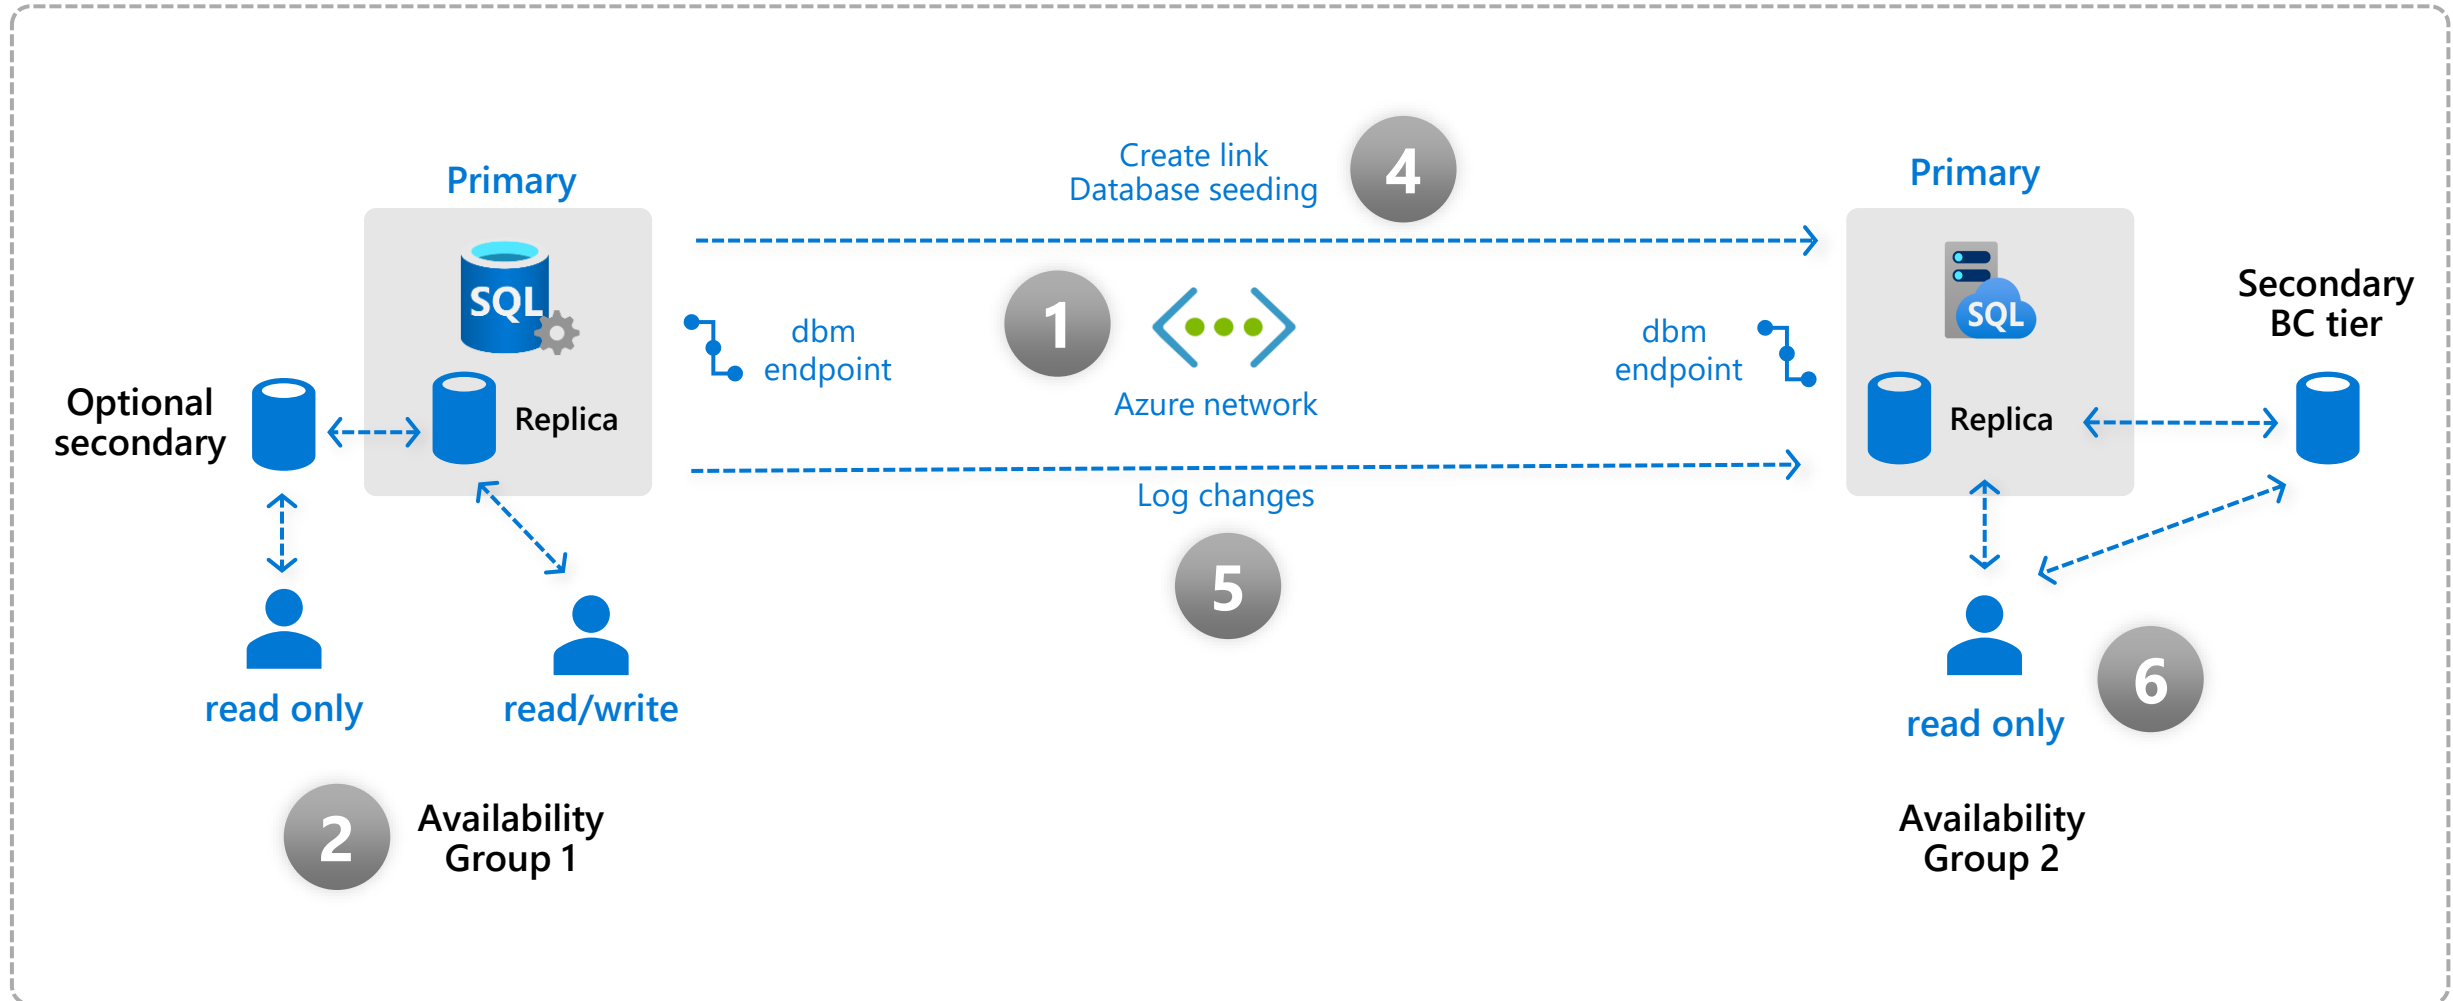 Create link
Database seeding
4
Primary
SQL
Replica
Optional
secondary
dbm
endpoint
1
Azure network
dbm
endpoint
Primary
SQL
Replica
Secondary
BC tier
Log changes
5
read only
read/write
read only
6
2
Availability
Group 1
Availability
Group 2